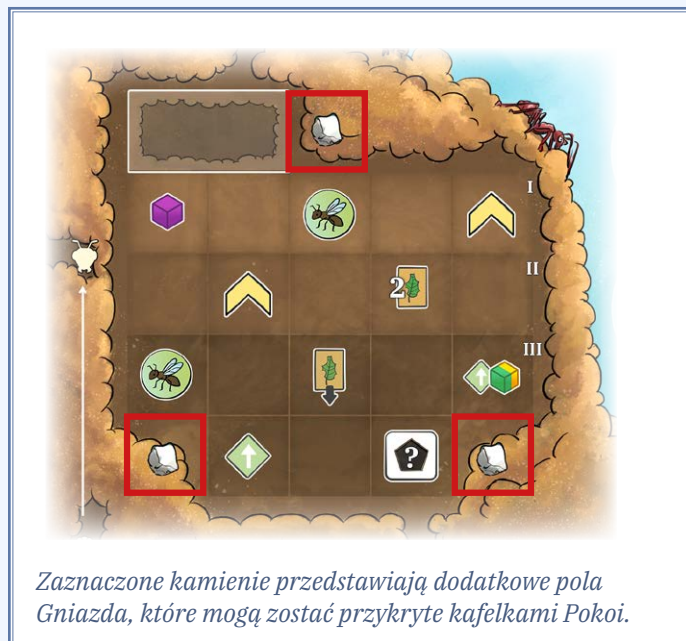 I
II
2
III
?
Zaznaczone kamienie przedstawiają dodatkowe pola
Gniazda, które mogą zostać przykryte kafelkami Pokoi.